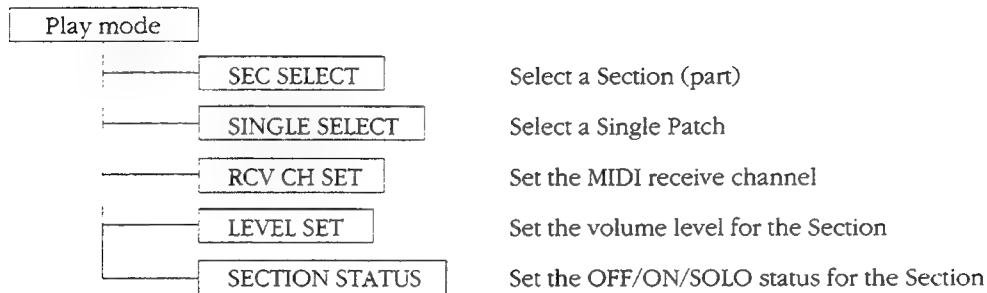 Play mode
SEC SELECT Select a Section (part)
SINGLE SELECT Select a Single Patch
RCV CH SET Set the MIDI receive channel
LEVEL SET Set the volume level for the Section
SECTION STATUS Set the OFF/ON/SOLO status for the Section